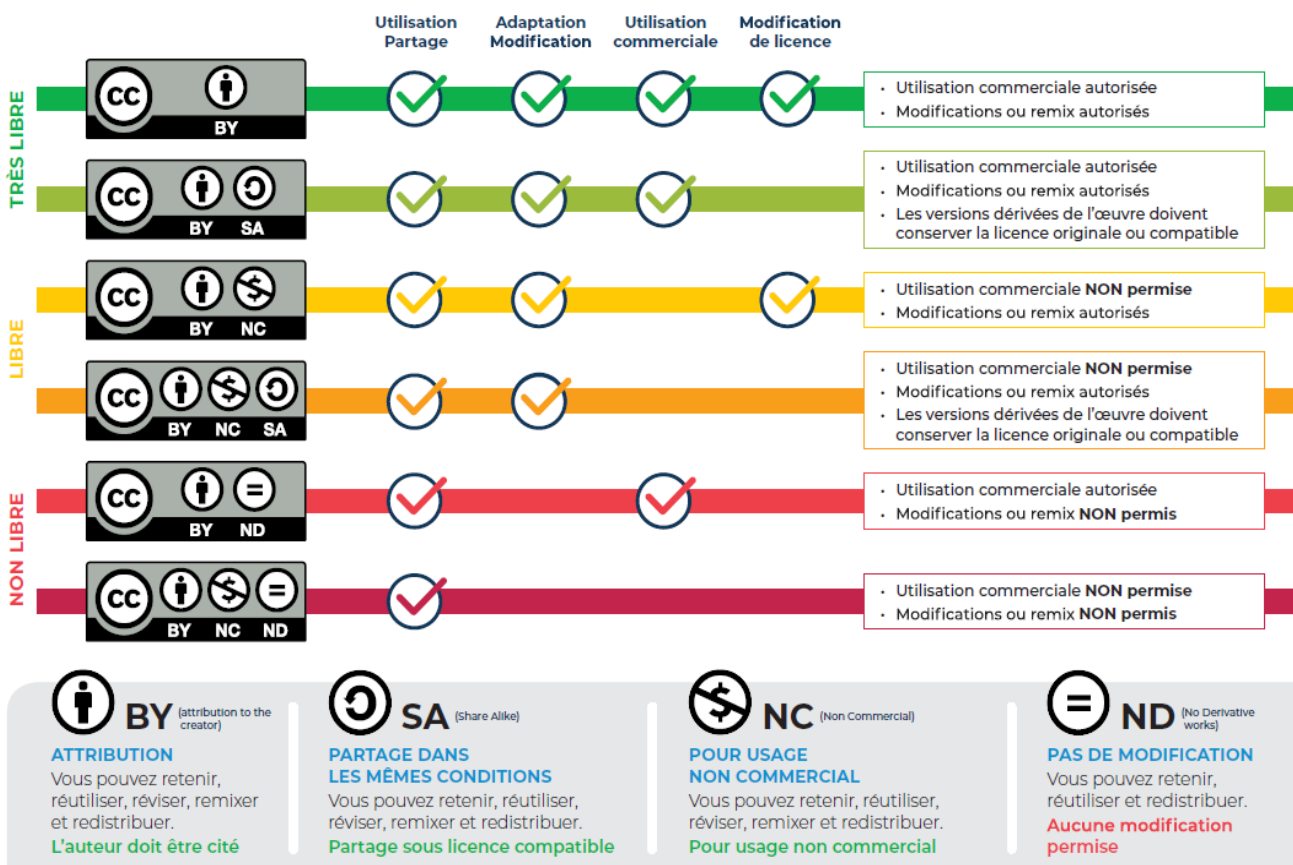 Utilisation
Partage
Adaptation
Modification
Utilisation
commerciale
Modification
de licence
TRÈS LIBRE
cc
BY
• Utilisation commerciale autorisée
• Modifications ou remix autorisés
cc
BY SA
• Utilisation commerciale autorisée
• Modifications ou remix autorisés
• Les versions dérivées de l’œuvre doivent
conserver la licence originale ou compatible
LIBRE
cc
BY NC
• Utilisation commerciale NON permise
• Modifications ou remix autorisés
cc
BY NC SA
• Utilisation commerciale NON permise
• Modifications ou remix autorisés
• Les versions dérivées de l’œuvre doivent
conserver la licence originale ou compatible
NON LIBRE
cc
BY ND
• Utilisation commerciale autorisée
• Modifications ou remix NON permis
cc
BY NC ND
• Utilisation commerciale NON permise
• Modifications ou remix NON permis
BY (attribution to the
creator)
ATTRIBUTION
Vous pouvez retenir,
réutiliser, réviser, remixer
et redistribuer.
L’auteur doit être cité
SA (Share Alike)
PARTAGE DANS
LES MÊMES CONDITIONS
Vous pouvez retenir, réutiliser,
réviser, remixer et redistribuer.
Partage sous licence compatible
NC (Non Commercial)
POUR USAGE
NON COMMERCIAL
Vous pouvez retenir, réutiliser,
réviser, remixer et redistribuer.
Pour usage non commercial
ND (No Derivative
works)
PAS DE MODIFICATION
Vous pouvez retenir,
réutiliser et redistribuer.
Aucune modification
permise